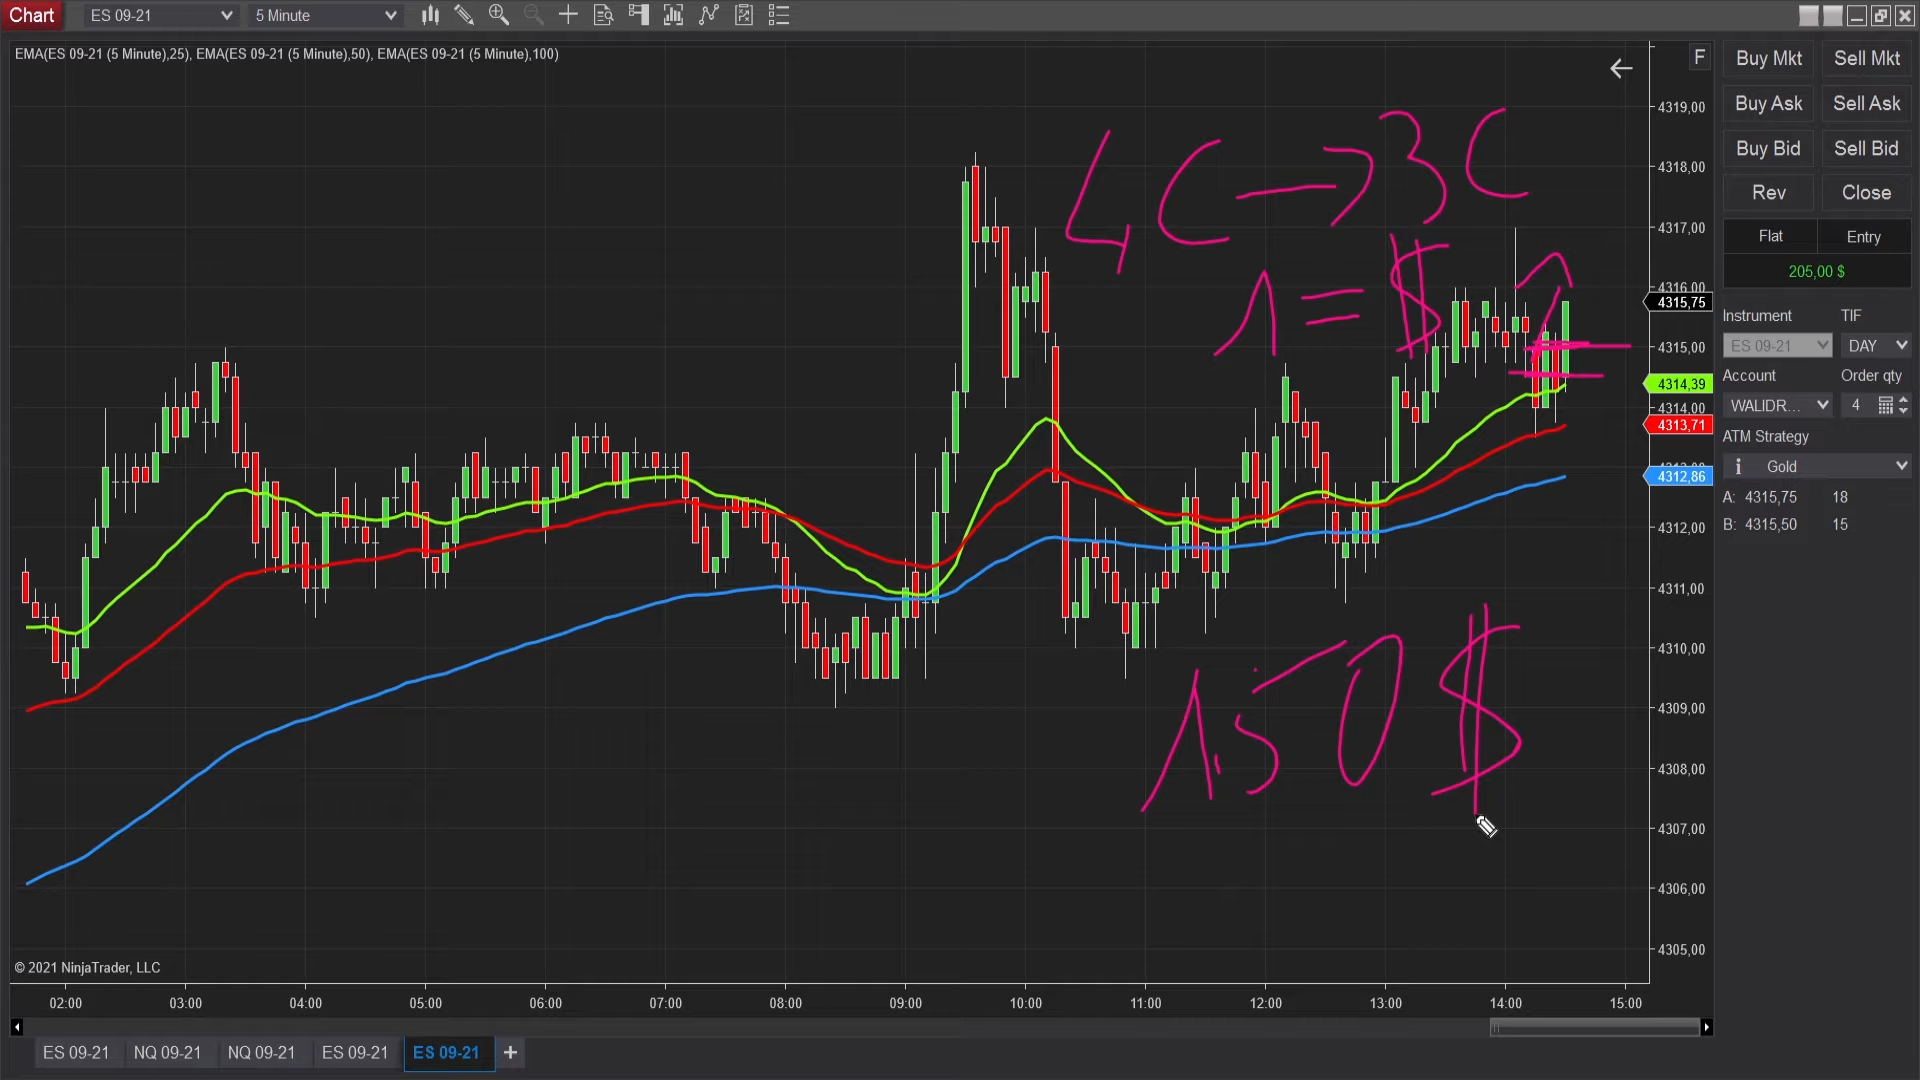 Chart ES 09-21 5 Minute
EMA(ES 09-21 (5 Minute),25), EMA(ES 09-21 (5 Minute),50), EMA(ES 09-21 (5 Minute),100)
F
4C → 3C
1 = $
150 $
4319,00
4318,00
4317,00
4316,00
4315,75
4315,00
4314,39
4314,00
4313,71
4312,86
4312,00
4311,00
4310,00
4309,00
4308,00
4307,00
4306,00
4305,00
Buy Mkt Sell Mkt
Buy Ask Sell Ask
Buy Bid Sell Bid
Rev Close
Flat Entry
205,00 $
Instrument TIF
ES 09-21 DAY
Account Order qty
WALIDR... 4
ATM Strategy
Gold
A: 4315,75 18
B: 4315,50 15
© 2021 NinjaTrader, LLC
02:00 03:00 04:00 05:00 06:00 07:00 08:00 09:00 10:00 11:00 12:00 13:00 14:00 15:00
ES 09-21 NQ 09-21 NQ 09-21 ES 09-21 ES 09-21 +